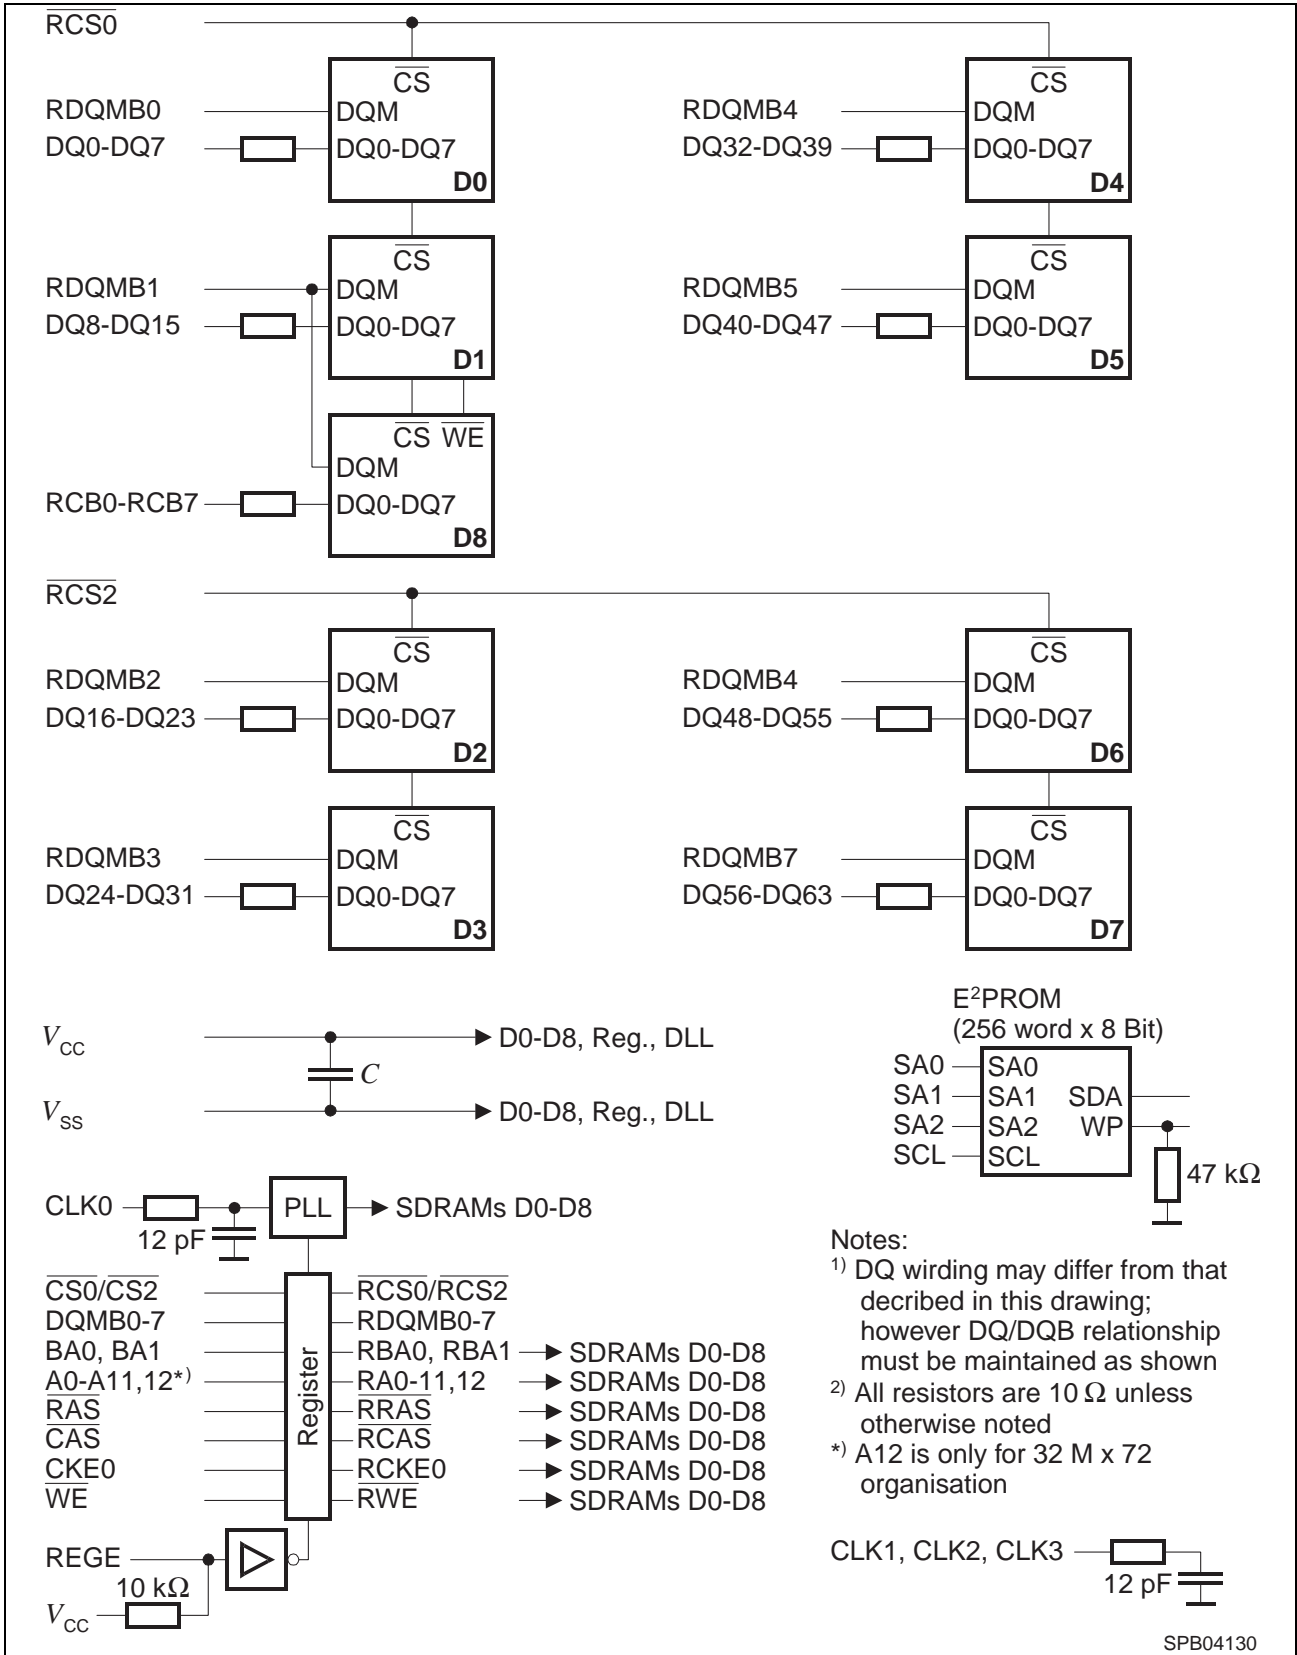 RCS0
CS
RDQMB0
DQM
DQ0-DQ7
DQ0-DQ7
D0
CS
RDQMB4
DQM
DQ32-DQ39
DQ0-DQ7
D4
CS
RDQMB1
DQM
DQ8-DQ15
DQ0-DQ7
D1
CS
RDQMB5
DQM
DQ40-DQ47
DQ0-DQ7
D5
CS WE
DQM
RCB0-RCB7
DQ0-DQ7
D8
RCS2
CS
RDQMB2
DQM
DQ16-DQ23
DQ0-DQ7
D2
CS
RDQMB4
DQM
DQ48-DQ55
DQ0-DQ7
D6
CS
RDQMB3
DQM
DQ24-DQ31
DQ0-DQ7
D3
CS
RDQMB7
DQM
DQ56-DQ63
DQ0-DQ7
D7
VCC
D0-D8, Reg., DLL
C
VSS
D0-D8, Reg., DLL
E²PROM
(256 word x 8 Bit)
SA0 SA0
SA1 SA1 SDA
SA2 SA2 WP
SCL SCL
47 kΩ
CLK0
PLL
SDRAMs D0-D8
12 pF
CS0/CS2 RCS0/RCS2
DQMB0-7 RDQMB0-7
BA0, BA1 RBA0, RBA1 SDRAMs D0-D8
A0-A11,12*) RA0-11,12 SDRAMs D0-D8
RAS RRAS SDRAMs D0-D8
CAS RCAS SDRAMs D0-D8
CKE0 RCKE0 SDRAMs D0-D8
WE RWE SDRAMs D0-D8
Register
REGE
10 kΩ
VCC
Notes:
1) DQ wirding may differ from that
decribed in this drawing;
however DQ/DQB relationship
must be maintained as shown
2) All resistors are 10 Ω unless
otherwise noted
*) A12 is only for 32 M x 72
organisation
CLK1, CLK2, CLK3
12 pF
SPB04130